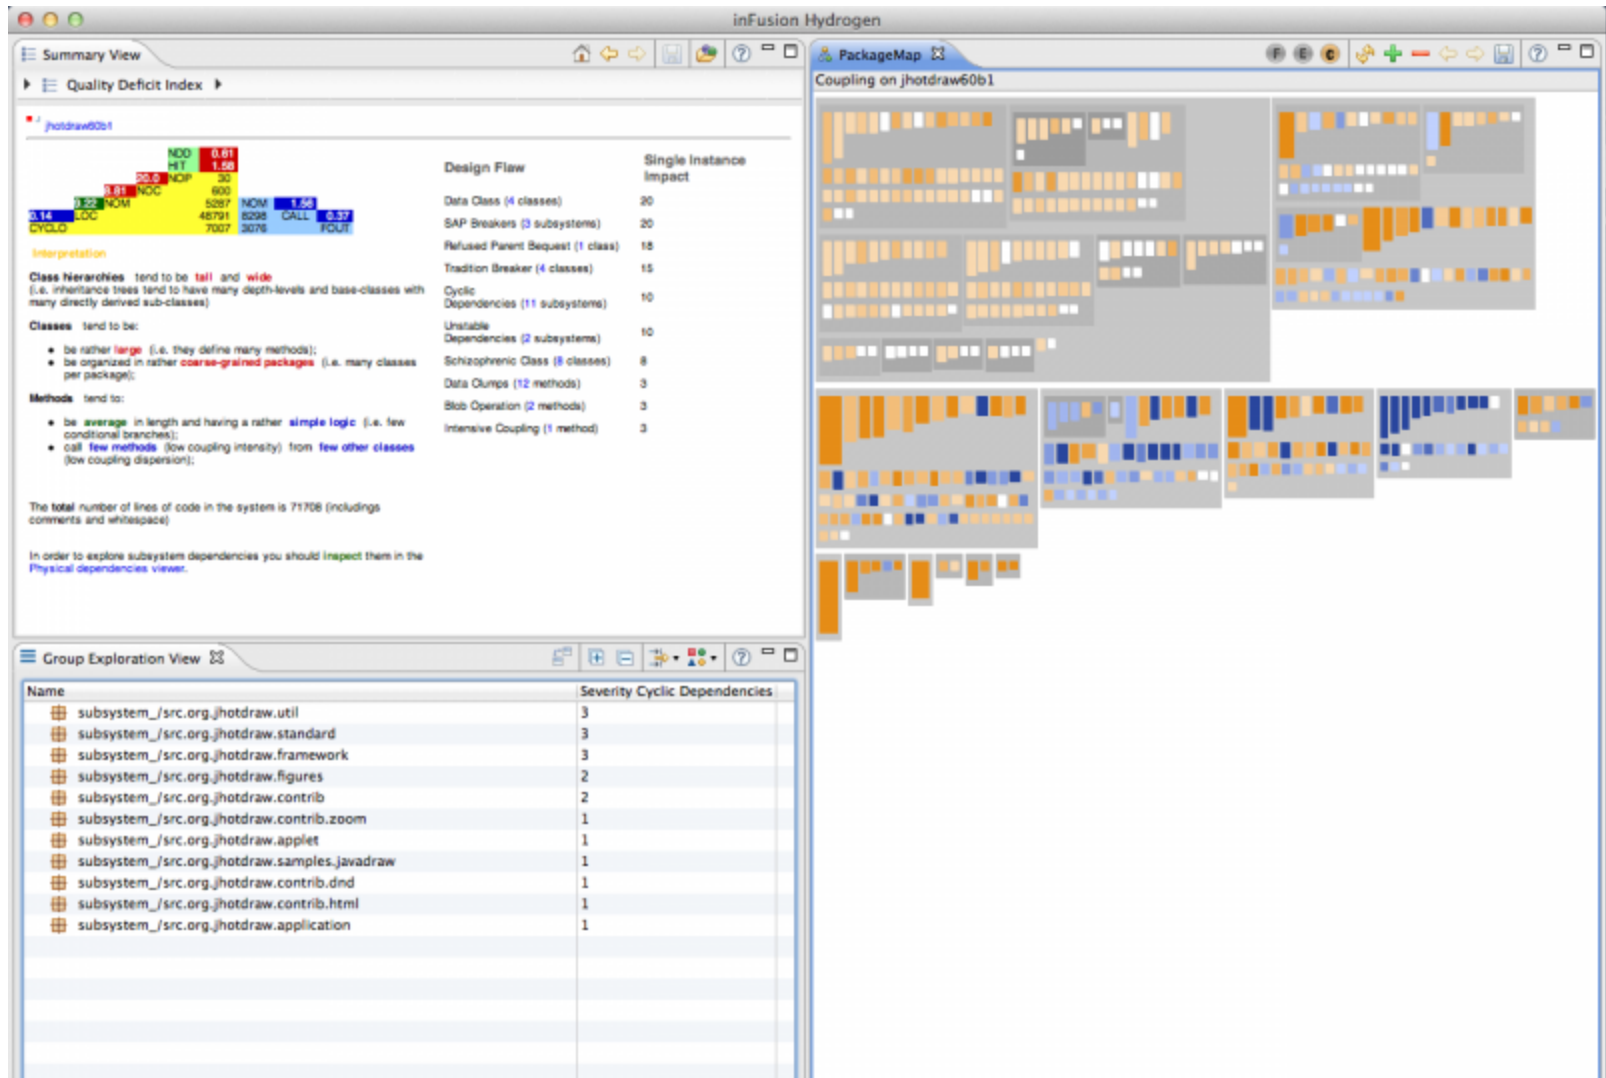 inFusion Hydrogen
Summary View
Quality Deficit Index
jhotdraw60b1
NDD 0.61
HIT 1.58
20.0 NOP 30
8.81 NOC 600
0.22 NOM 5287 NOM 1.56
0.14 LOC 48791 8298 CALL 0.37
CYCLO 7007 3076 FOUT
Interpretation
Class hierarchies tend to be tall and wide
(i.e. inheritance trees tend to have many depth-levels and base-classes with
many directly derived sub-classes)
Classes tend to be:
• be rather large (i.e. they define many methods);
• be organized in rather coarse-grained packages (i.e. many classes
per package);
Methods tend to:
• be average in length and having a rather simple logic (i.e. few
conditional branches);
• call few methods (low coupling intensity) from few other classes
(low coupling dispersion);
The total number of lines of code in the system is 71708 (includings
comments and whitespace)
In order to explore subsystem dependencies you should inspect them in the
Physical dependencies viewer.
Design Flaw Single Instance
Impact
Data Class (4 classes) 20
SAP Breakers (3 subsystems) 20
Refused Parent Bequest (1 class) 18
Tradition Breaker (4 classes) 15
Cyclic
Dependencies (11 subsystems) 10
Unstable
Dependencies (2 subsystems) 10
Schizophrenic Class (8 classes) 8
Data Clumps (12 methods) 3
Blob Operation (2 methods) 3
Intensive Coupling (1 method) 3
Group Exploration View
Name Severity Cyclic Dependencies
subsystem_/src.org.jhotdraw.util 3
subsystem_/src.org.jhotdraw.standard 3
subsystem_/src.org.jhotdraw.framework 3
subsystem_/src.org.jhotdraw.figures 2
subsystem_/src.org.jhotdraw.contrib 2
subsystem_/src.org.jhotdraw.contrib.zoom 1
subsystem_/src.org.jhotdraw.applet 1
subsystem_/src.org.jhotdraw.samples.javadraw 1
subsystem_/src.org.jhotdraw.contrib.dnd 1
subsystem_/src.org.jhotdraw.contrib.html 1
subsystem_/src.org.jhotdraw.application 1
PackageMap
F E C
Coupling on jhotdraw60b1